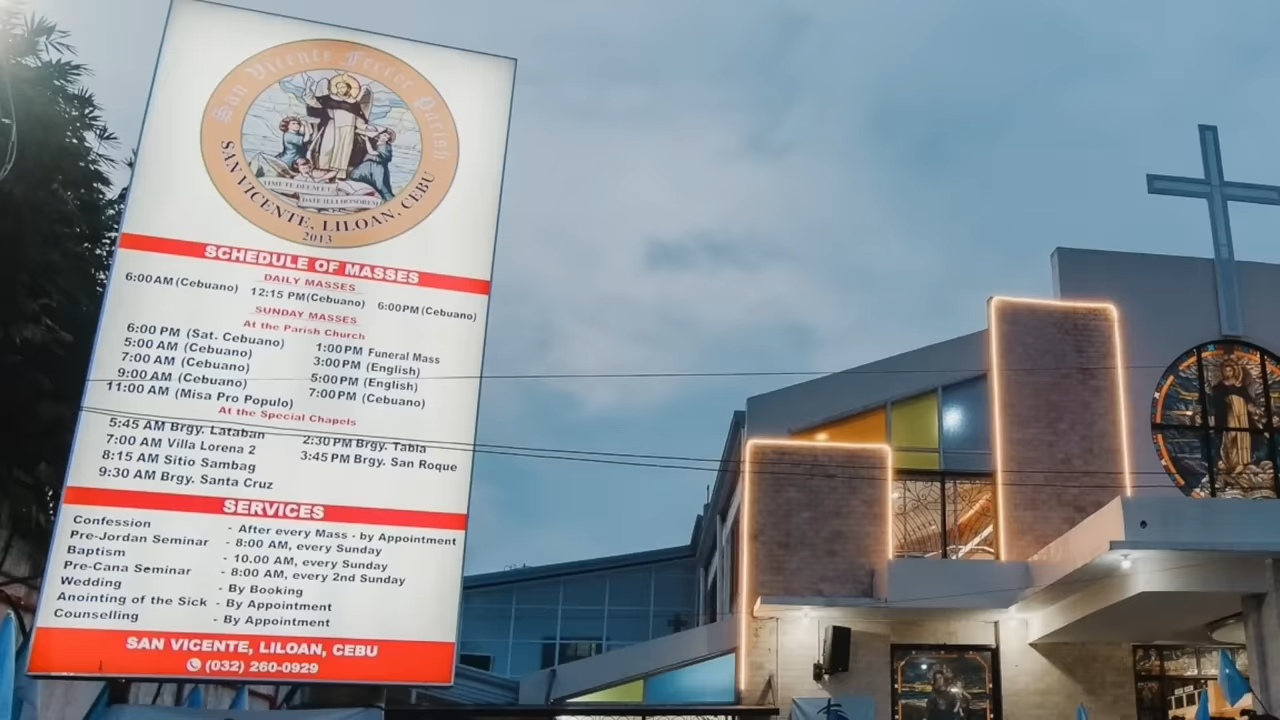 San Vicente Ferrer Parish
TIMETE DEUM ET
DATE ILLI HONOREM
SAN VICENTE, LILOAN, CEBU
2013
SCHEDULE OF MASSES
DAILY MASSES
6:00AM (Cebuano) 12:15 PM (Cebuano) 6:00PM (Cebuano)
SUNDAY MASSES
At the Parish Church
6:00 PM (Sat. Cebuano)
5:00 AM (Cebuano)
7:00 AM (Cebuano)
9:00 AM (Cebuano)
11:00 AM (Misa Pro Populo)
1:00 PM Funeral Mass
3:00 PM (English)
5:00 PM (English)
7:00 PM (Cebuano)
At the Special Chapels
5:45 AM Brgy. Lataban
7:00 AM Villa Lorena 2
8:15 AM Sitio Sambag
9:30 AM Brgy. Santa Cruz
2:30 PM Brgy. Tabla
3:45 PM Brgy. San Roque
SERVICES
Confession - After every Mass - by Appointment
Pre-Jordan Seminar - 8:00 AM, every Sunday
Baptism - 10.00 AM, every Sunday
Pre-Cana Seminar - 8:00 AM, every 2nd Sunday
Wedding - By Booking
Anointing of the Sick - By Appointment
Counselling - By Appointment
SAN VICENTE, LILOAN, CEBU
(032) 260-0929